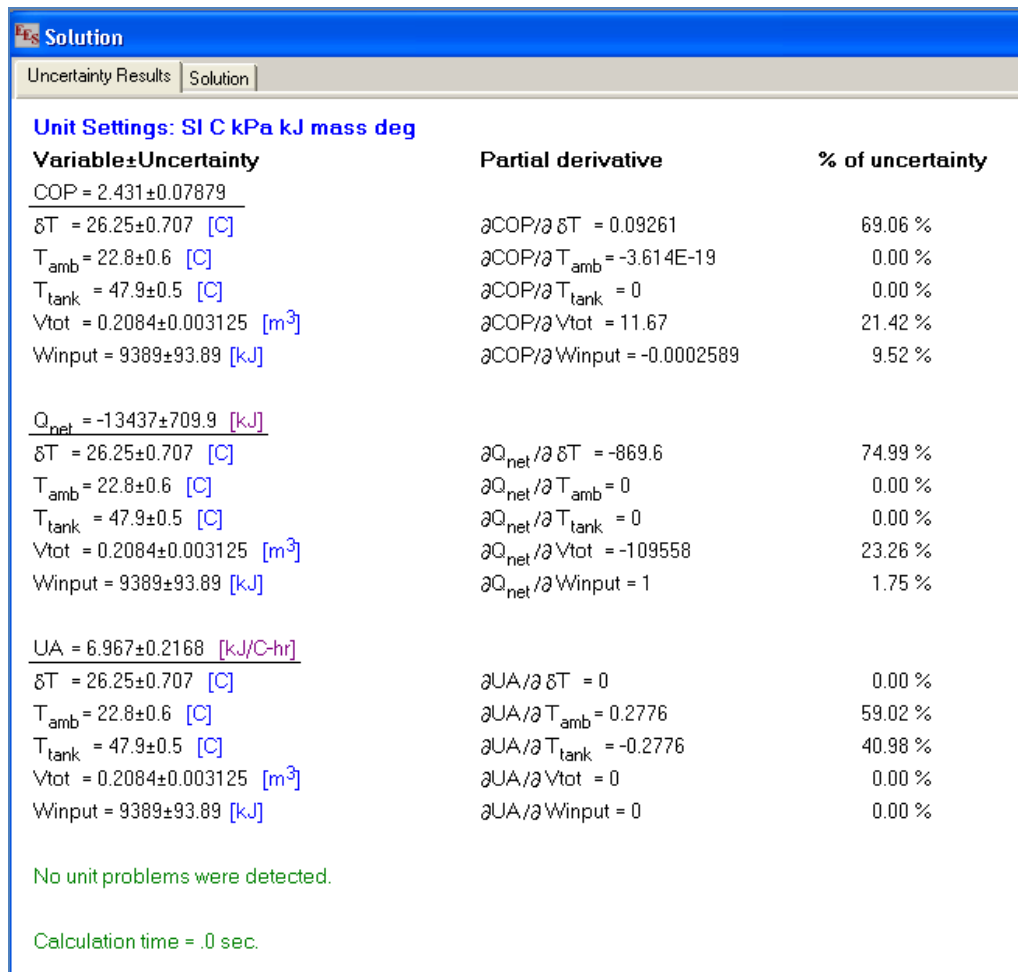 EES Solution
Uncertainty Results Solution
Unit Settings: SI C kPa kJ mass deg
Variable±Uncertainty Partial derivative % of uncertainty
COP = 2.431±0.07879
δT = 26.25±0.707 [C] ∂COP/∂ δT = 0.09261 69.06 %
Tamb = 22.8±0.6 [C] ∂COP/∂ Tamb = -3.614E-19 0.00 %
Ttank = 47.9±0.5 [C] ∂COP/∂ Ttank = 0 0.00 %
Vtot = 0.2084±0.003125 [m3] ∂COP/∂ Vtot = 11.67 21.42 %
Winput = 9389±93.89 [kJ] ∂COP/∂ Winput = -0.0002589 9.52 %
Qnet = -13437±709.9 [kJ]
δT = 26.25±0.707 [C] ∂Qnet/∂ δT = -869.6 74.99 %
Tamb = 22.8±0.6 [C] ∂Qnet/∂ Tamb = 0 0.00 %
Ttank = 47.9±0.5 [C] ∂Qnet/∂ Ttank = 0 0.00 %
Vtot = 0.2084±0.003125 [m3] ∂Qnet/∂ Vtot = -109558 23.26 %
Winput = 9389±93.89 [kJ] ∂Qnet/∂ Winput = 1 1.75 %
UA = 6.967±0.2168 [kJ/C-hr]
δT = 26.25±0.707 [C] ∂UA/∂ δT = 0 0.00 %
Tamb = 22.8±0.6 [C] ∂UA/∂ Tamb = 0.2776 59.02 %
Ttank = 47.9±0.5 [C] ∂UA/∂ Ttank = -0.2776 40.98 %
Vtot = 0.2084±0.003125 [m3] ∂UA/∂ Vtot = 0 0.00 %
Winput = 9389±93.89 [kJ] ∂UA/∂ Winput = 0 0.00 %
No unit problems were detected.
Calculation time = .0 sec.